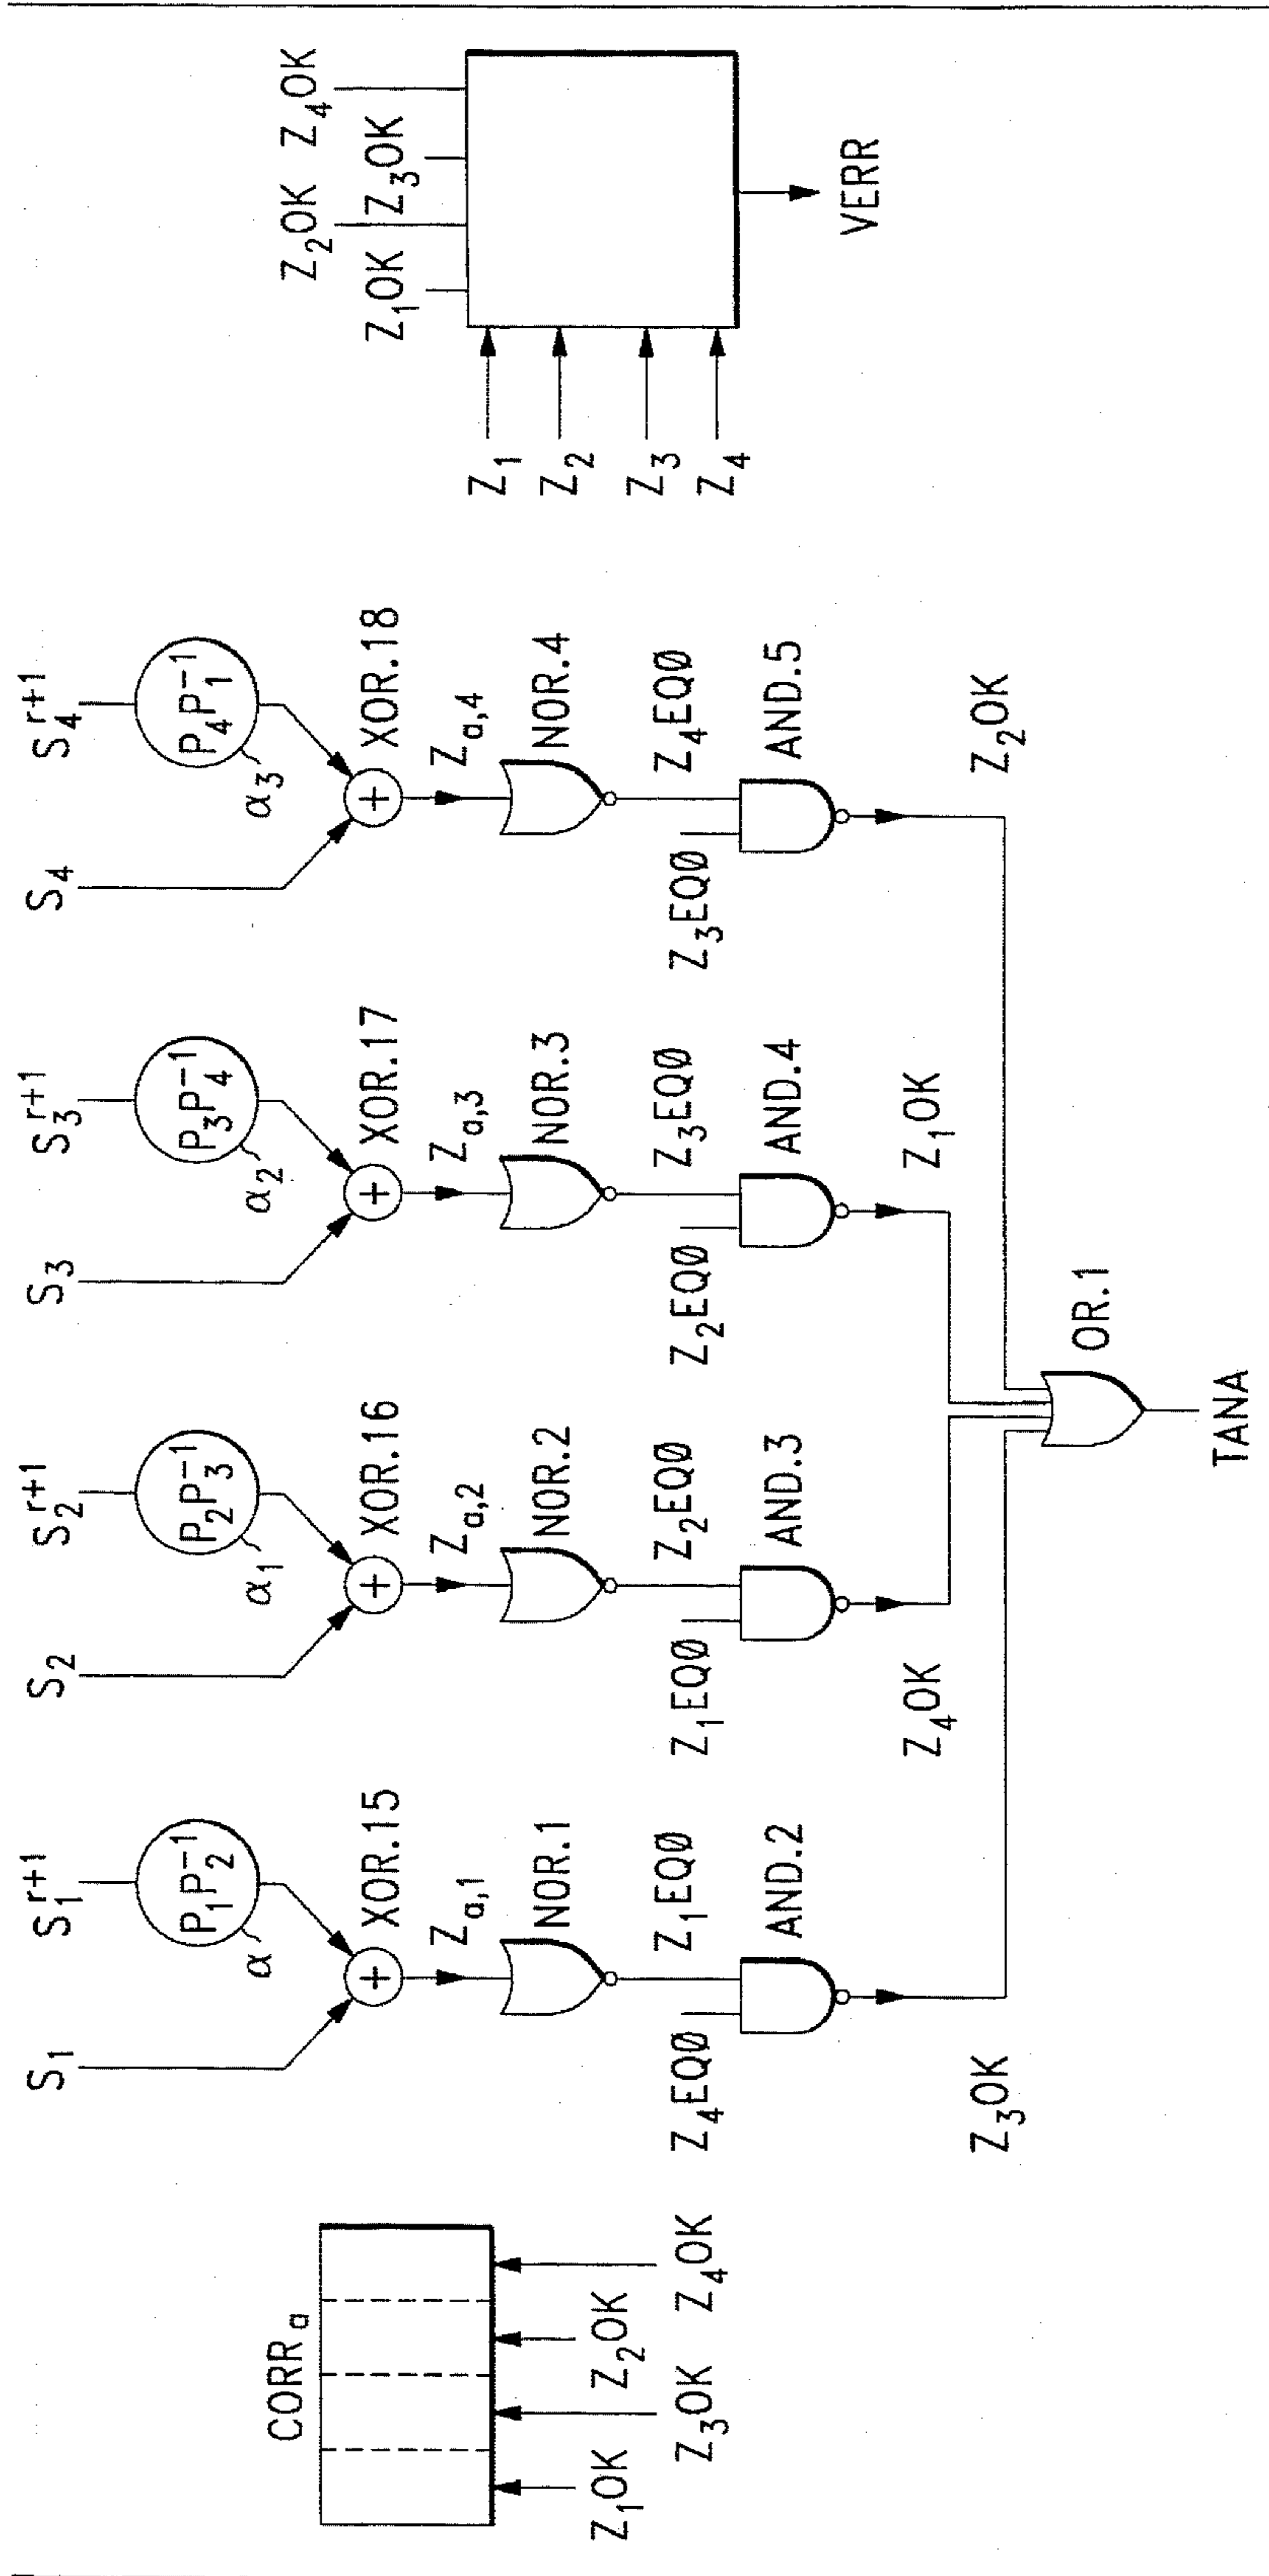 CORRₐ
Z₁OK
Z₃OK
Z₂OK
Z₄OK
S₁
S₁ʳ⁺¹
P₁P₂⁻¹
α
XOR.15
Zₐ,₁
NOR.1
Z₄EQØ
Z₁EQØ
AND.2
Z₃OK
S₂
S₂ʳ⁺¹
P₂P₃⁻¹
α₁
XOR.16
Zₐ,₂
NOR.2
Z₁EQØ
Z₂EQØ
AND.3
Z₄OK
S₃
S₃ʳ⁺¹
P₃P₄⁻¹
α₂
XOR.17
Zₐ,₃
NOR.3
Z₂EQØ
Z₃EQØ
AND.4
Z₁OK
S₄
S₄ʳ⁺¹
P₄P₁⁻¹
α₃
XOR.18
Zₐ,₄
NOR.4
Z₃EQØ
Z₄EQØ
AND.5
Z₂OK
OR.1
TANA
Z₂OK Z₄OK
Z₁OK Z₃OK
Z₁
Z₂
Z₃
Z₄
VERR